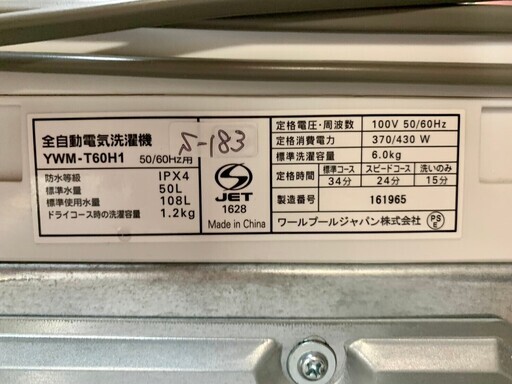 全自動電気洗濯機
YWM-T60H1 50/60Hz用
S-183
防水等級 IPX4
標準水量 50L
標準使用水量 108L
ドライコース時の洗濯容量 1.2kg
JET
1628
Made in China
定格電圧・周波数 100V 50/60Hz
定格消費電力 370/430 W
標準洗濯容量 6.0kg
定格時間 標準コース スピードコース 洗いのみ
34分 24分 15分
製造番号 161965
ワールプールジャパン株式会社
PS
E